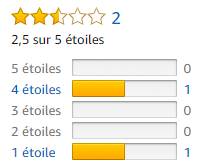 2
2,5 sur 5 étoiles
5 étoiles 0
4 étoiles 1
3 étoiles 0
2 étoiles 0
1 étoile 1